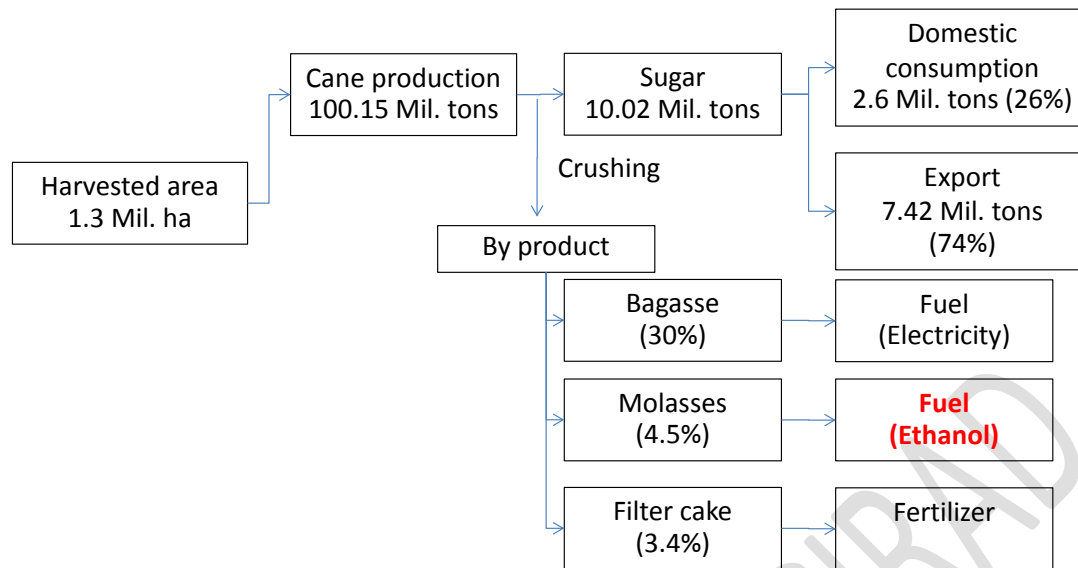 Harvested area
1.3 Mil. ha
Cane production
100.15 Mil. tons
Sugar
10.02 Mil. tons
Domestic
consumption
2.6 Mil. tons (26%)
Export
7.42 Mil. tons
(74%)
Crushing
By product
Bagasse
(30%)
Fuel
(Electricity)
Molasses
(4.5%)
Fuel
(Ethanol)
Filter cake
(3.4%)
Fertilizer